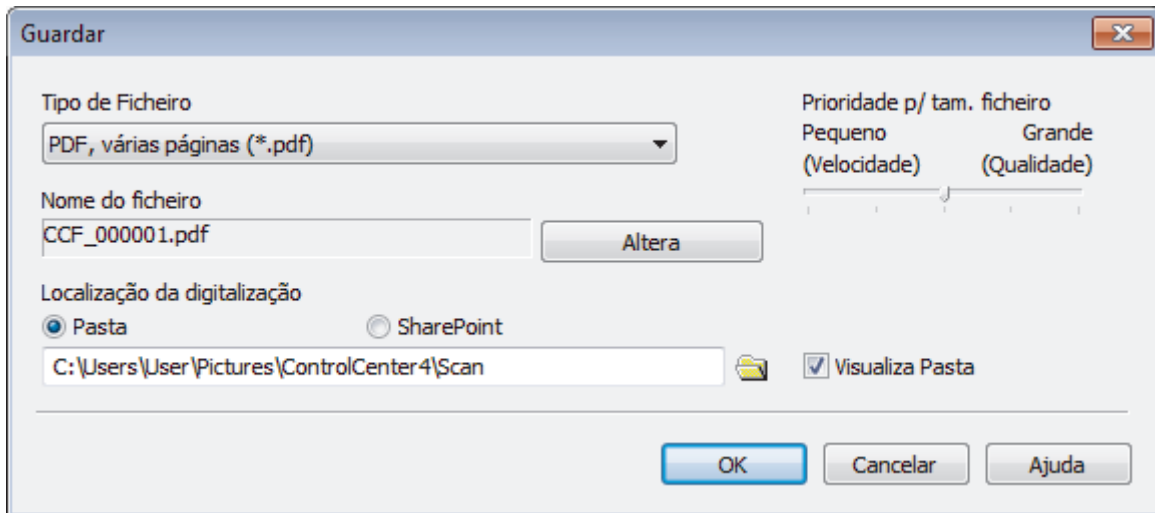 Guardar
Tipo de Ficheiro
PDF, várias páginas (*.pdf)
Prioridade p/ tam. ficheiro
Pequeno Grande
(Velocidade) (Qualidade)
Nome do ficheiro
CCF_000001.pdf
Altera
Localização da digitalização
Pasta SharePoint
C:\Users\User\Pictures\ControlCenter4\Scan
Visualiza Pasta
OK Cancelar Ajuda